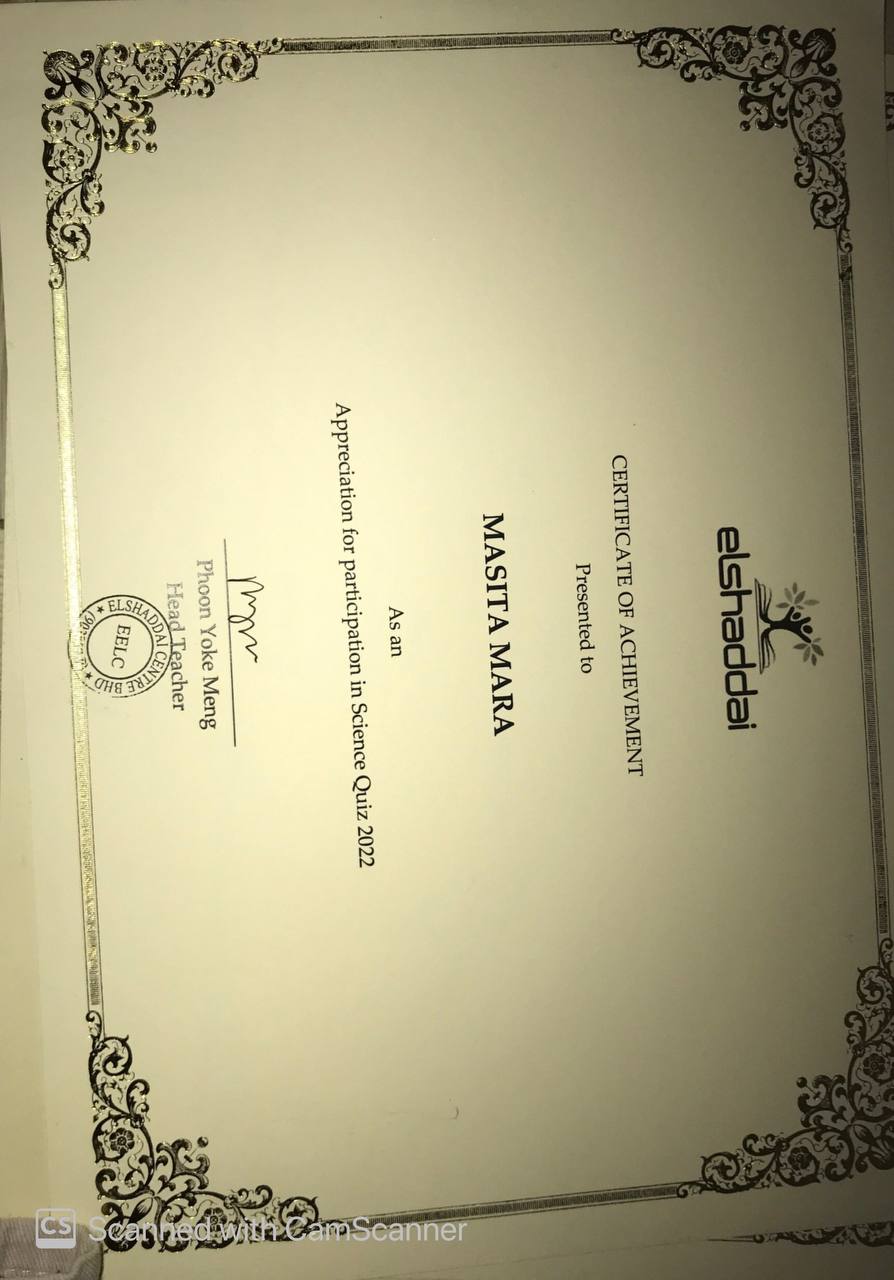 elshaddai
CERTIFICATE OF ACHIEVEMENT
Presented to
MASITA MARA
As an
Appreciation for participation in Science Quiz 2022
Phoon Yoke Meng
Head Teacher
ELSHADDAI CENTRE BHD
EELC
CS Scanned with CamScanner